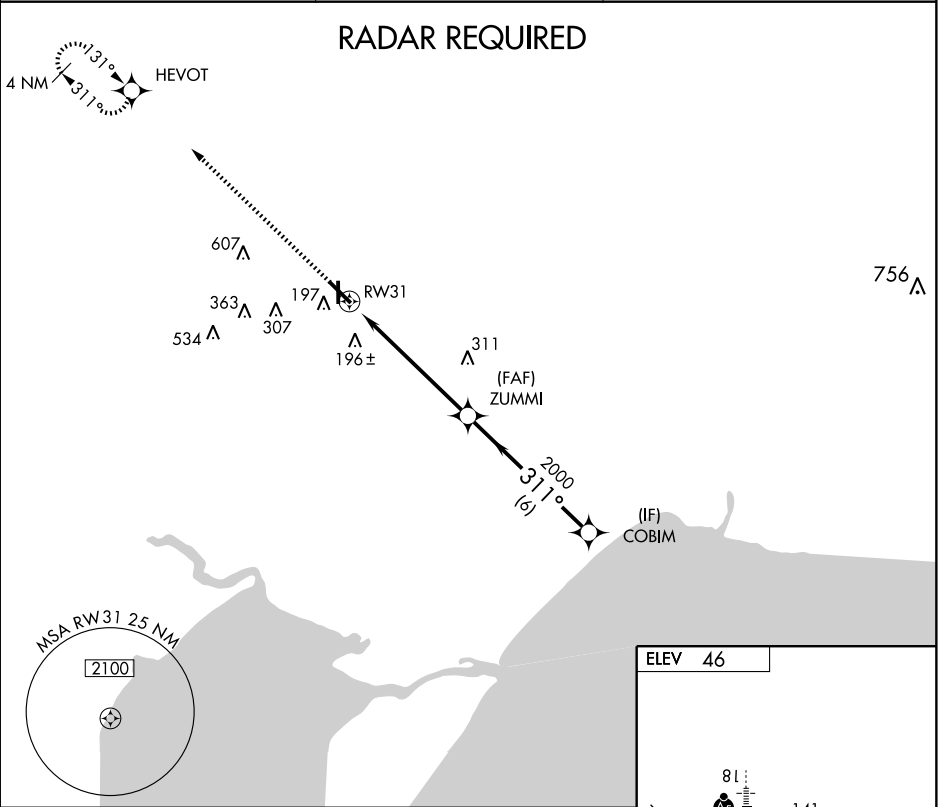 RADAR REQUIRED
HEVOT
131°
4 NM
311°
607
756
197
RW31
363
307
534
196±
311
(FAF)
ZUMMI
2000
311°
(6)
(IF)
COBIM
MSA RW31 25 NM
2100
ELEV 46
18
141